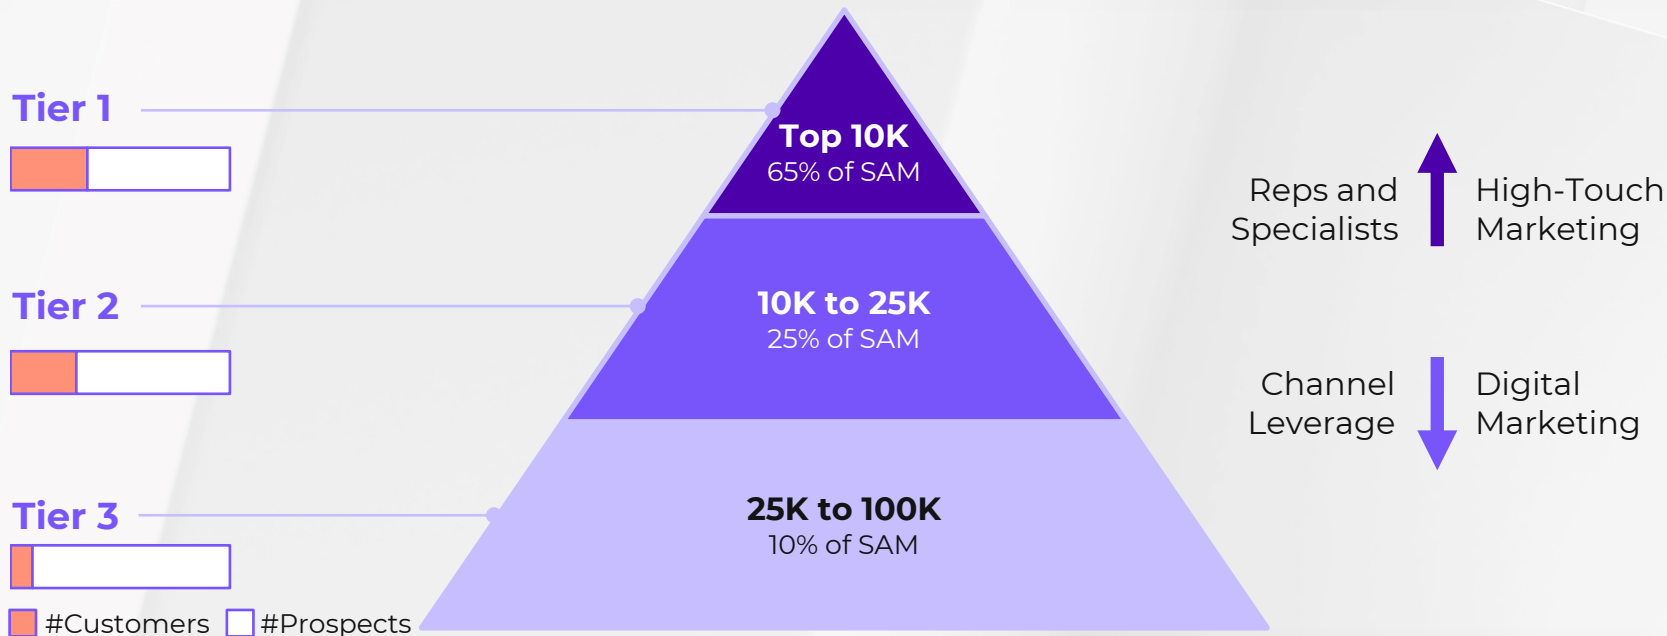 Tier 1
Top 10K
65% of SAM
Reps and
Specialists
High-Touch
Marketing
Tier 2
10K to 25K
25% of SAM
Channel
Leverage
Digital
Marketing
Tier 3
25K to 100K
10% of SAM
#Customers
#Prospects